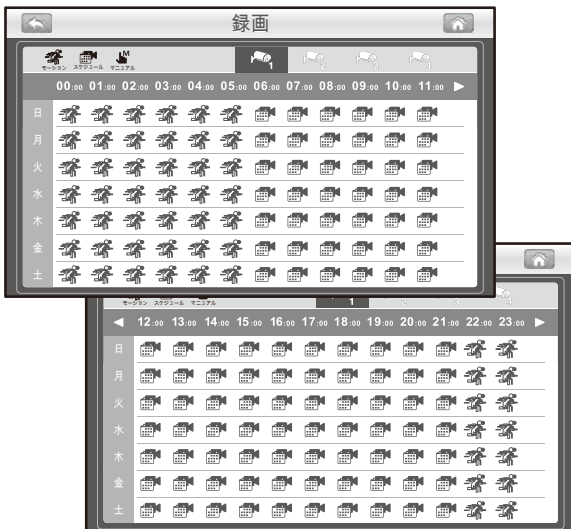 録画
モーション スケジュール マニュアル
M
1 2 3 4
00:00 01:00 02:00 03:00 04:00 05:00 06:00 07:00 08:00 09:00 10:00 11:00
日
月
火
水
木
金
土
モーション スケジュール マニュアル
1
4
12:00 13:00 14:00 15:00 16:00 17:00 18:00 19:00 20:00 21:00 22:00 23:00
日
月
火
水
木
金
土